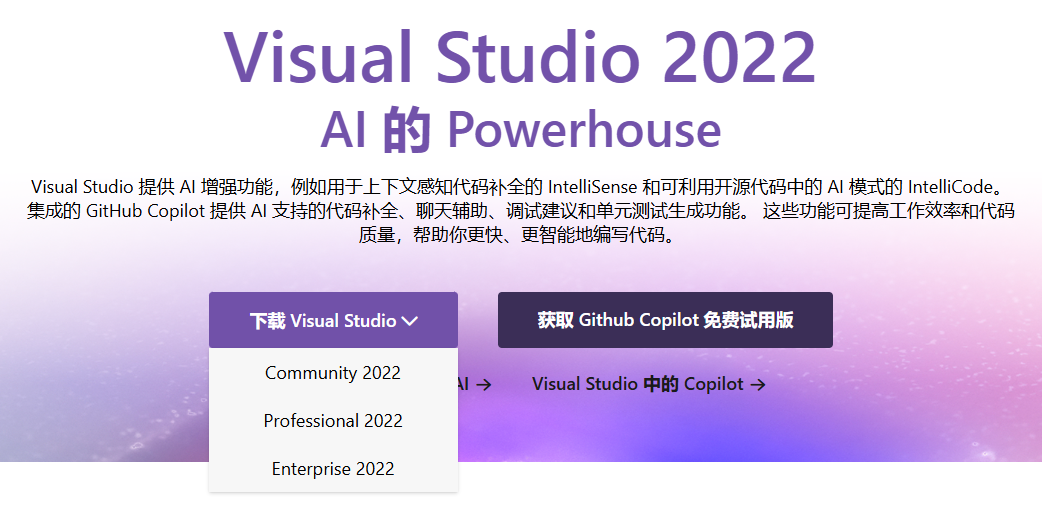 Visual Studio 2022
AI 的 Powerhouse
Visual Studio 提供 AI 增强功能，例如用于上下文感知代码补全的 IntelliSense 和可利用开源代码中的 AI 模式的 IntelliCode。
集成的 GitHub Copilot 提供 AI 支持的代码补全、聊天辅助、调试建议和单元测试生成功能。 这些功能可提高工作效率和代码
质量，帮助你更快、更智能地编写代码。
下载 Visual Studio
获取 Github Copilot 免费试用版
Community 2022
AI →
Visual Studio 中的 Copilot →
Professional 2022
Enterprise 2022